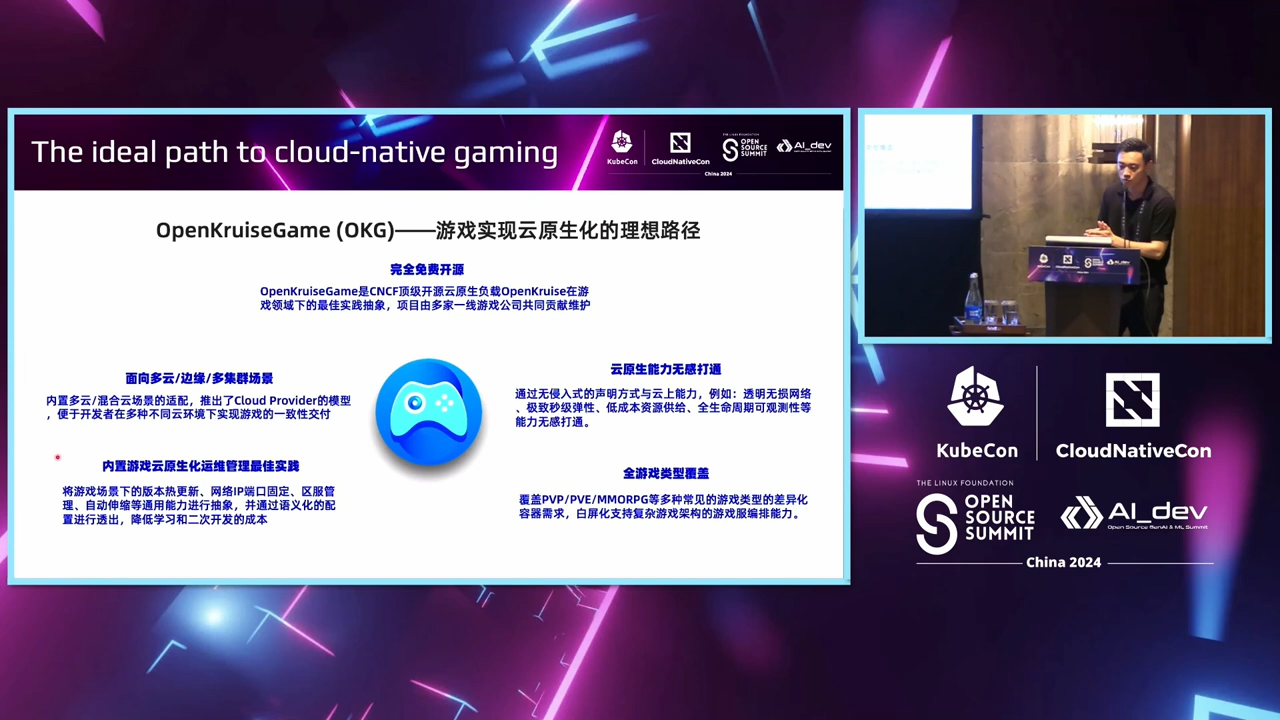 The ideal path to cloud-native gaming
KubeCon
CloudNativeCon
THE LINUX FOUNDATION
OPEN
SOURCE
SUMMIT
AI_dev
China 2024
OpenKruiseGame (OKG)——游戏实现云原生化的理想路径
完全免费开源
OpenKruiseGame是CNCF顶级开源云原生负载OpenKruise在游
戏领域下的最佳实践抽象，项目由多家一线游戏公司共同贡献维护
面向多云/边缘/多集群场景
内置多云/混合云场景的适配，推出了Cloud Provider的模型
，便于开发者在多种不同云环境下实现游戏的一致性交付
云原生能力无感打通
通过无侵入式的声明方式与云上能力，例如：透明无损网络
、极致秒级弹性、低成本资源供给、全生命周期可观测性等
能力无感打通。
内置游戏云原生化运维管理最佳实践
将游戏场景下的版本热更新、网络IP端口固定、区服管
理、自动伸缩等通用能力进行抽象，并通过语义化的配
置进行透出，降低学习和二次开发的成本
全游戏类型覆盖
覆盖PVP/PVE/MMORPG等多种常见的游戏类型的差异化
容器需求，白屏化支持复杂游戏架构的游戏服编排能力。
KubeCon
CloudNativeCon
THE LINUX FOUNDATION
OPEN
SOURCE
SUMMIT
AI_dev
Open Source GenAI & ML Summit
China 2024